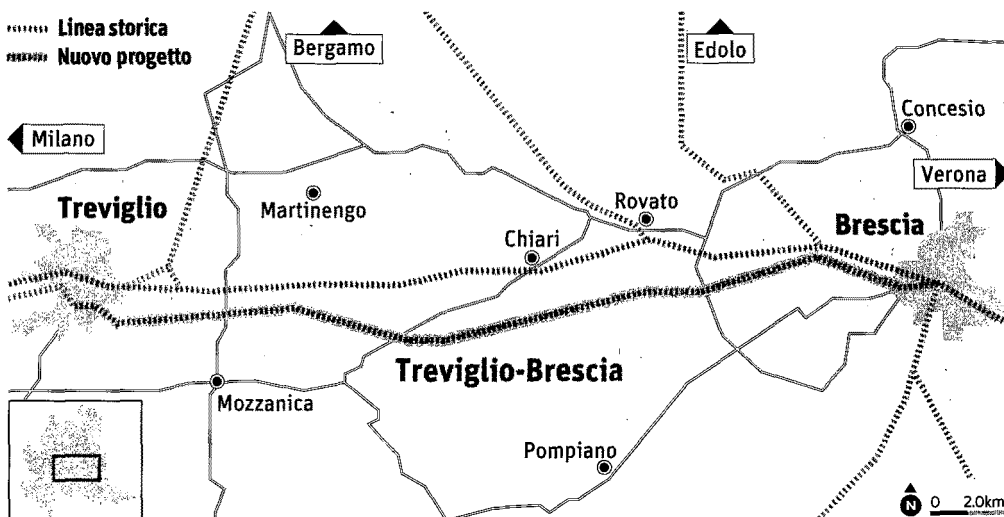 Linea storica
Nuovo progetto
Bergamo
Edolo
Milano
Concesio
Verona
Treviglio
Martinengo
Rovato
Brescia
Chiari
Treviglio-Brescia
Mozzanica
Pompiano
N 0 2.0km